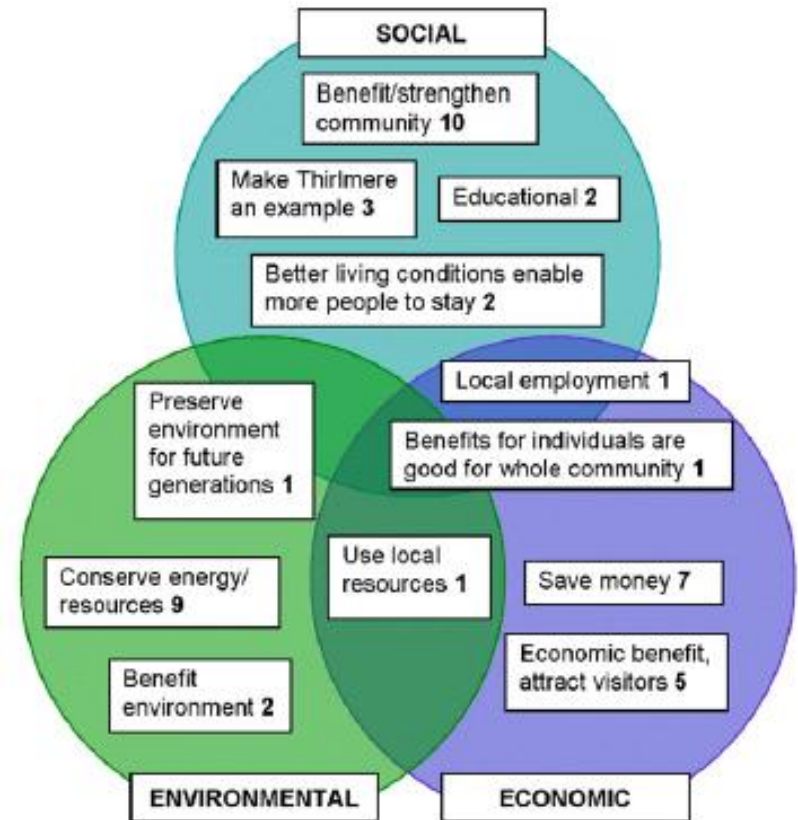 SOCIAL
Benefit/strengthen
community 10
Make Thirlmere
an example 3
Educational 2
Better living conditions enable
more people to stay 2
Local employment 1
Preserve
environment
for future
generations 1
Benefits for individuals are
good for whole community 1
Use local
resources 1
Conserve energy/
resources 9
Save money 7
Economic benefit,
attract visitors 5
Benefit
environment 2
ENVIRONMENTAL
ECONOMIC